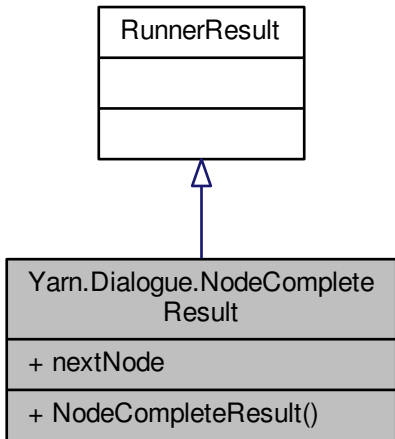 RunnerResult
Yarn.Dialogue.NodeComplete
Result
+ nextNode
+ NodeCompleteResult()